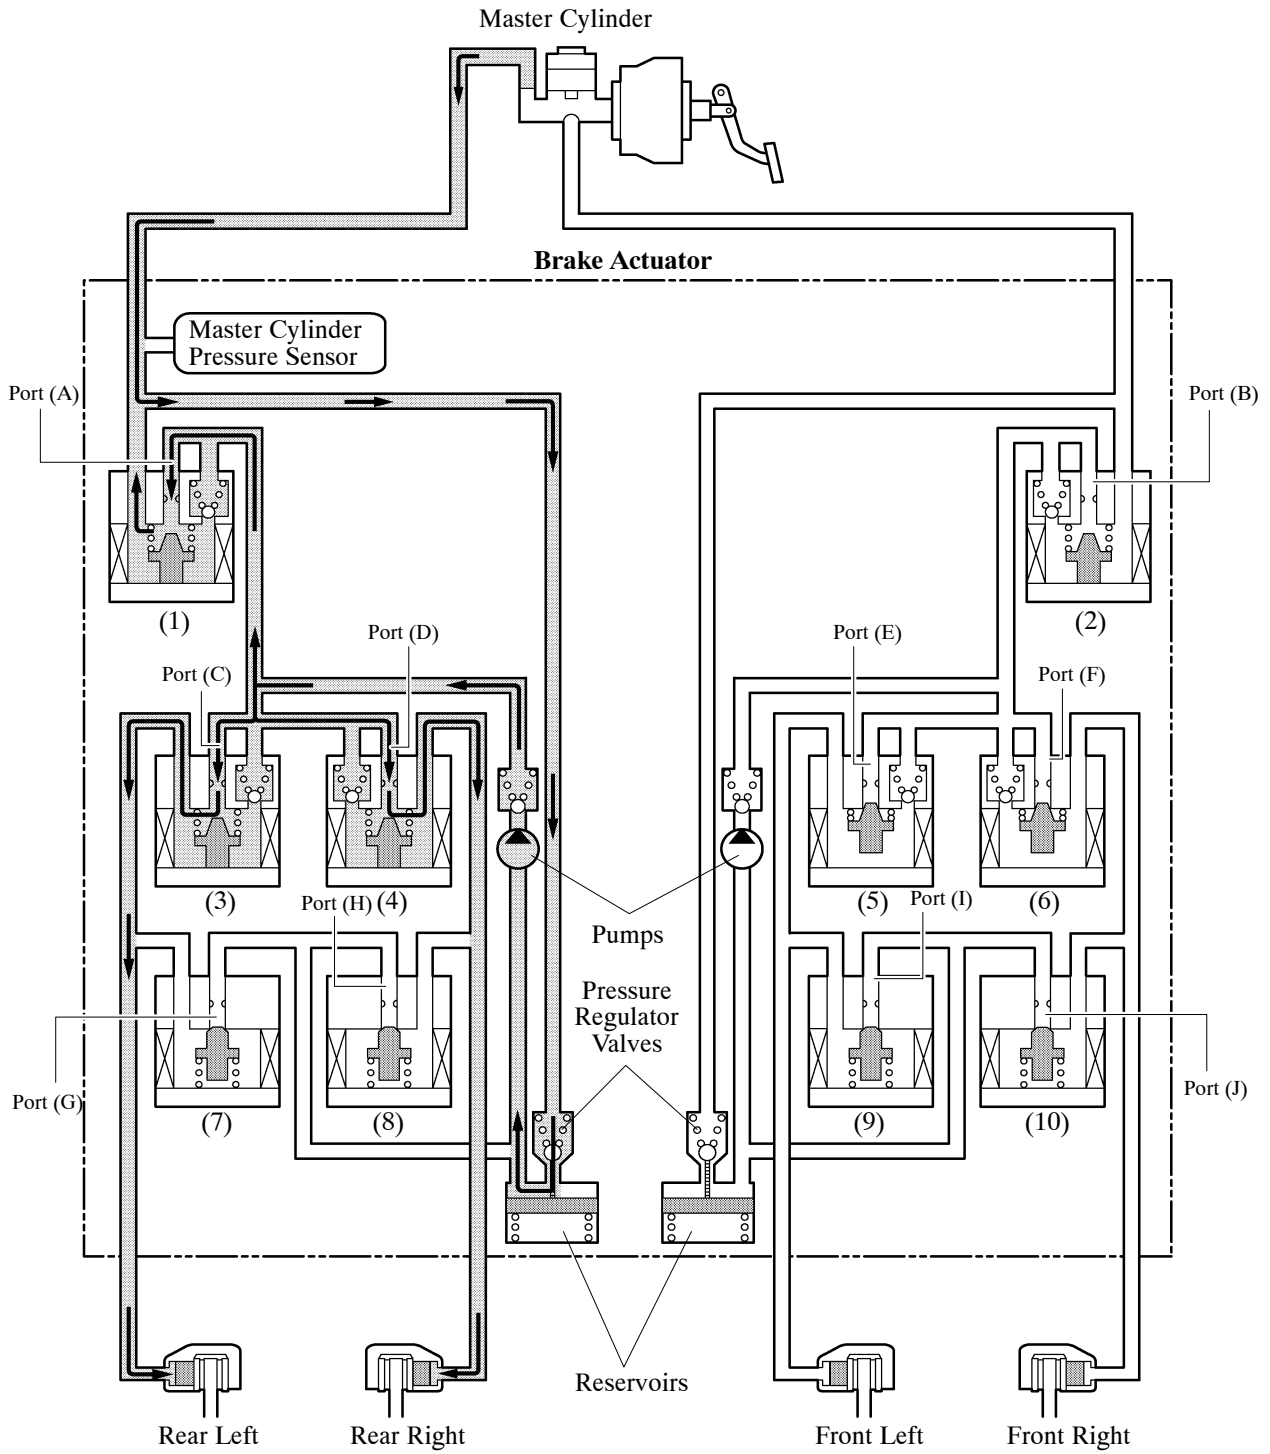 Master Cylinder
Brake Actuator
Master Cylinder
Pressure Sensor
Port (A)
Port (B)
(1)
(2)
Port (D)
Port (E)
Port (C)
Port (F)
(3)
Port (H)
(4)
(5)
Port (I)
(6)
Pumps
Pressure
Regulator
Valves
Port (G)
Port (J)
(7)
(8)
(9)
(10)
Reservoirs
Rear Left
Rear Right
Front Left
Front Right